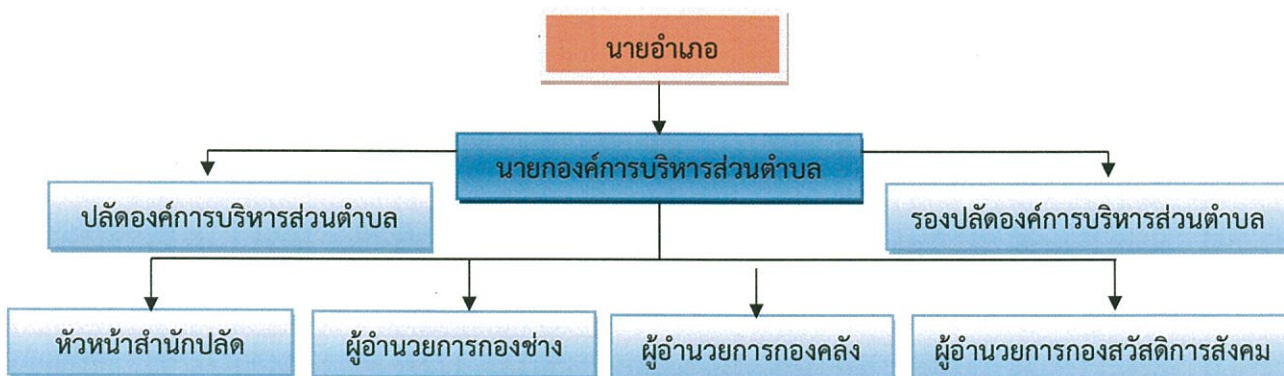 นายอำเภอ
นายกองค์การบริหารส่วนตำบล
ปลัดองค์การบริหารส่วนตำบล
รองปลัดองค์การบริหารส่วนตำบล
หัวหน้าสำนักปลัด
ผู้อำนวยการกองช่าง
ผู้อำนวยการกองคลัง
ผู้อำนวยการกองสวัสดิการสังคม